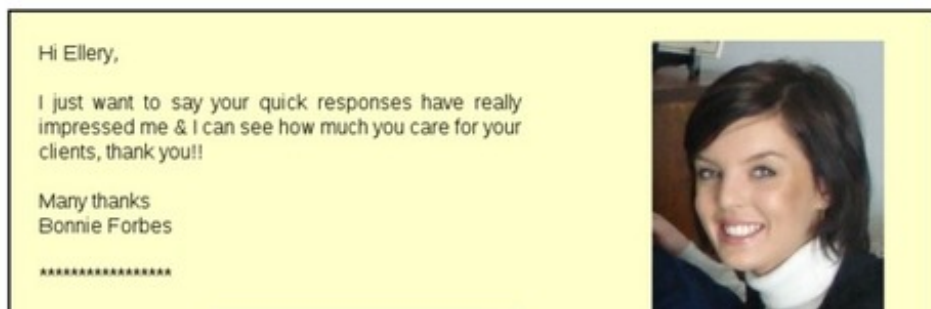 Hi Ellery,
I just want to say your quick responses have really
impressed me & I can see how much you care for your
clients, thank you!!
Many thanks
Bonnie Forbes
*****************